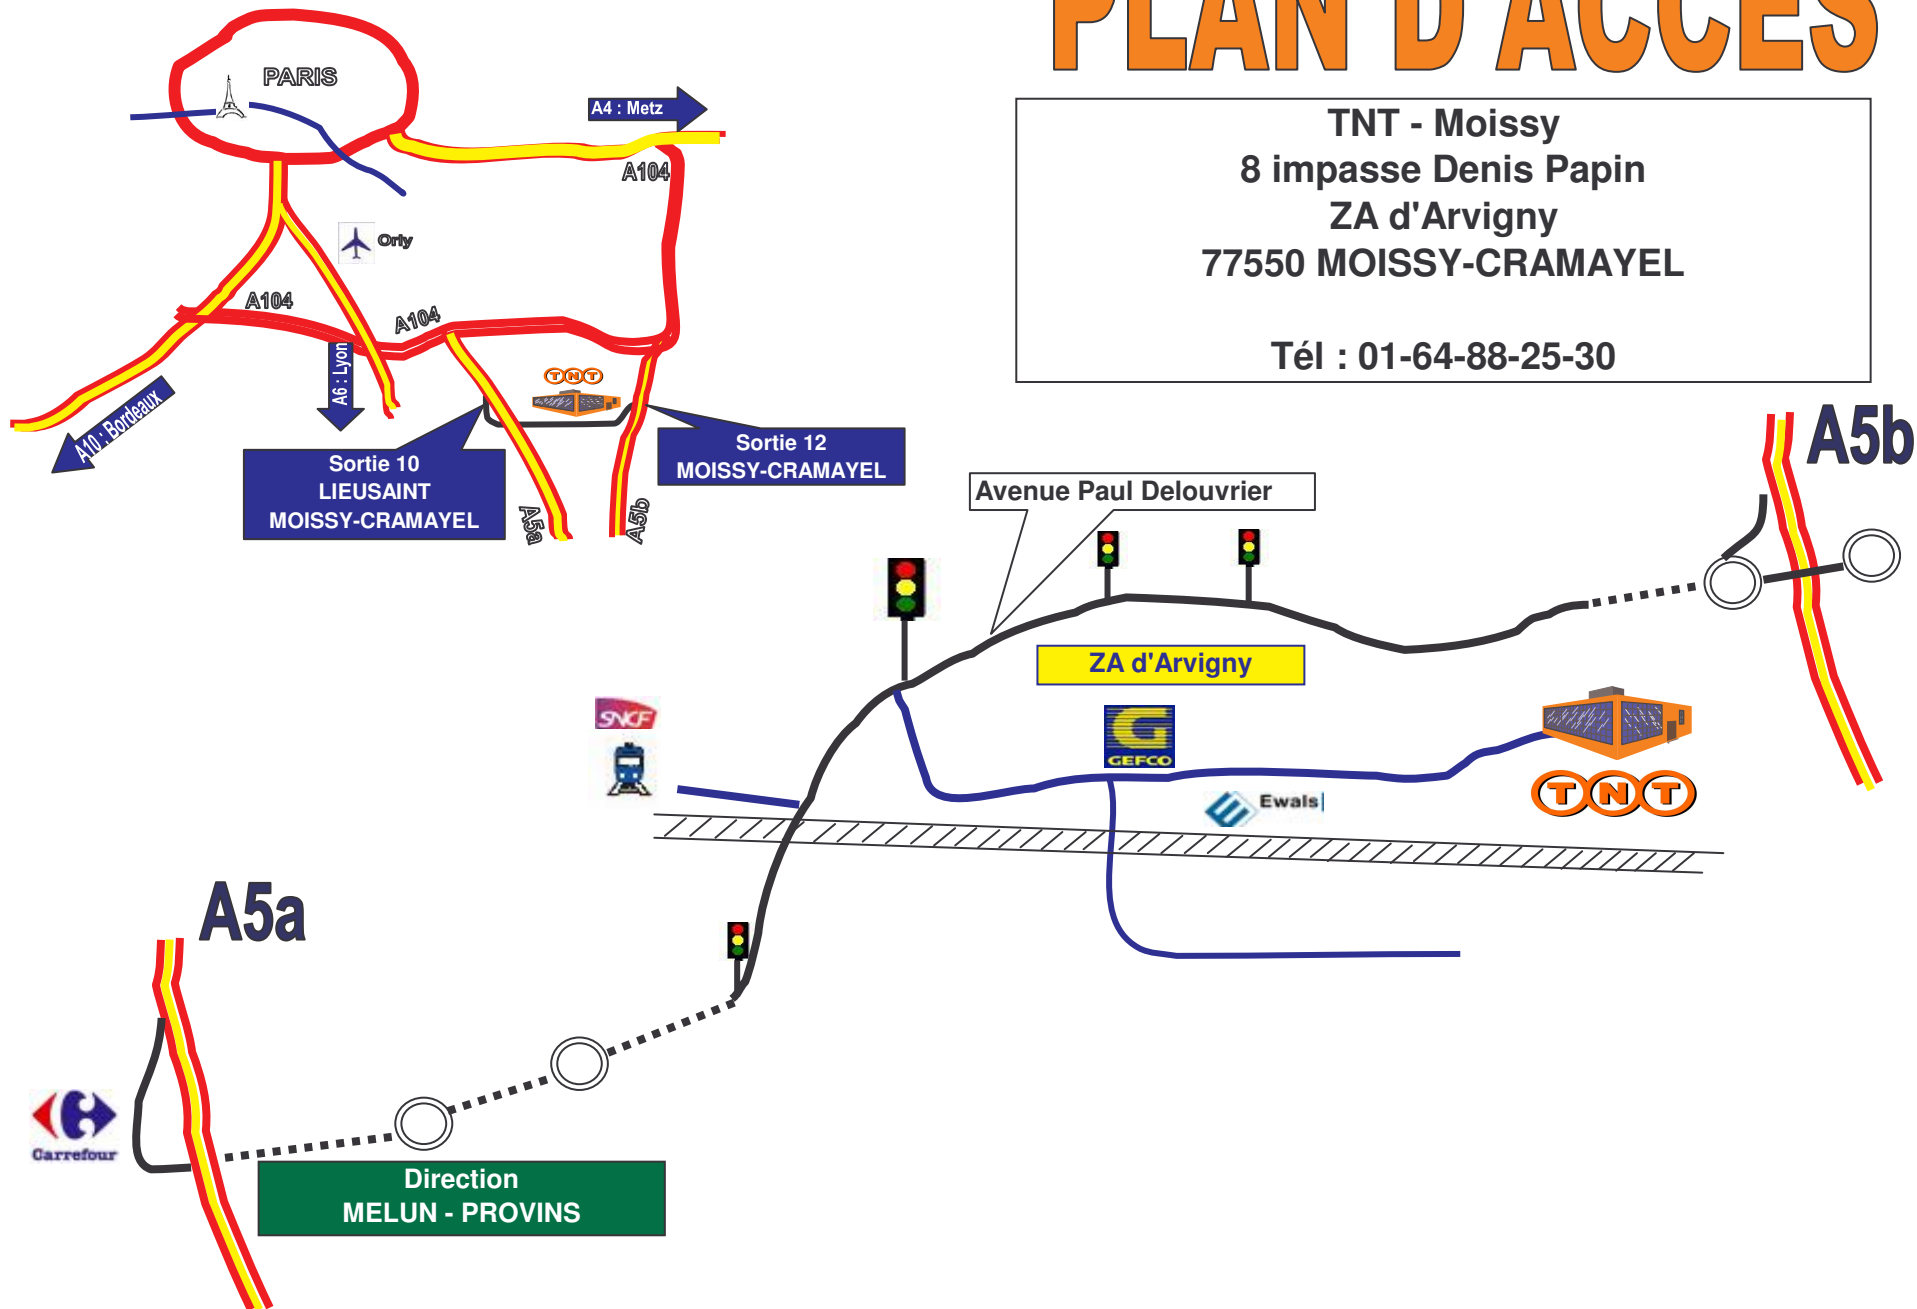 PLAN D'ACCES
TNT - Moissy
8 impasse Denis Papin
ZA d'Arvigny
77550 MOISSY-CRAMAYEL
Tél : 01-64-88-25-30
PARIS
A4 : Metz
A104
Orly
A104
A104
A6 : Lyon
A10 : Bordeaux
TNT
Sortie 10
LIEUSAINT
MOISSY-CRAMAYEL
Sortie 12
MOISSY-CRAMAYEL
A5a
A5b
Avenue Paul Delouvrier
A5b
ZA d'Arvigny
SNCF
G
GEFCO
Ewals
TNT
A5a
Carrefour
Direction
MELUN - PROVINS